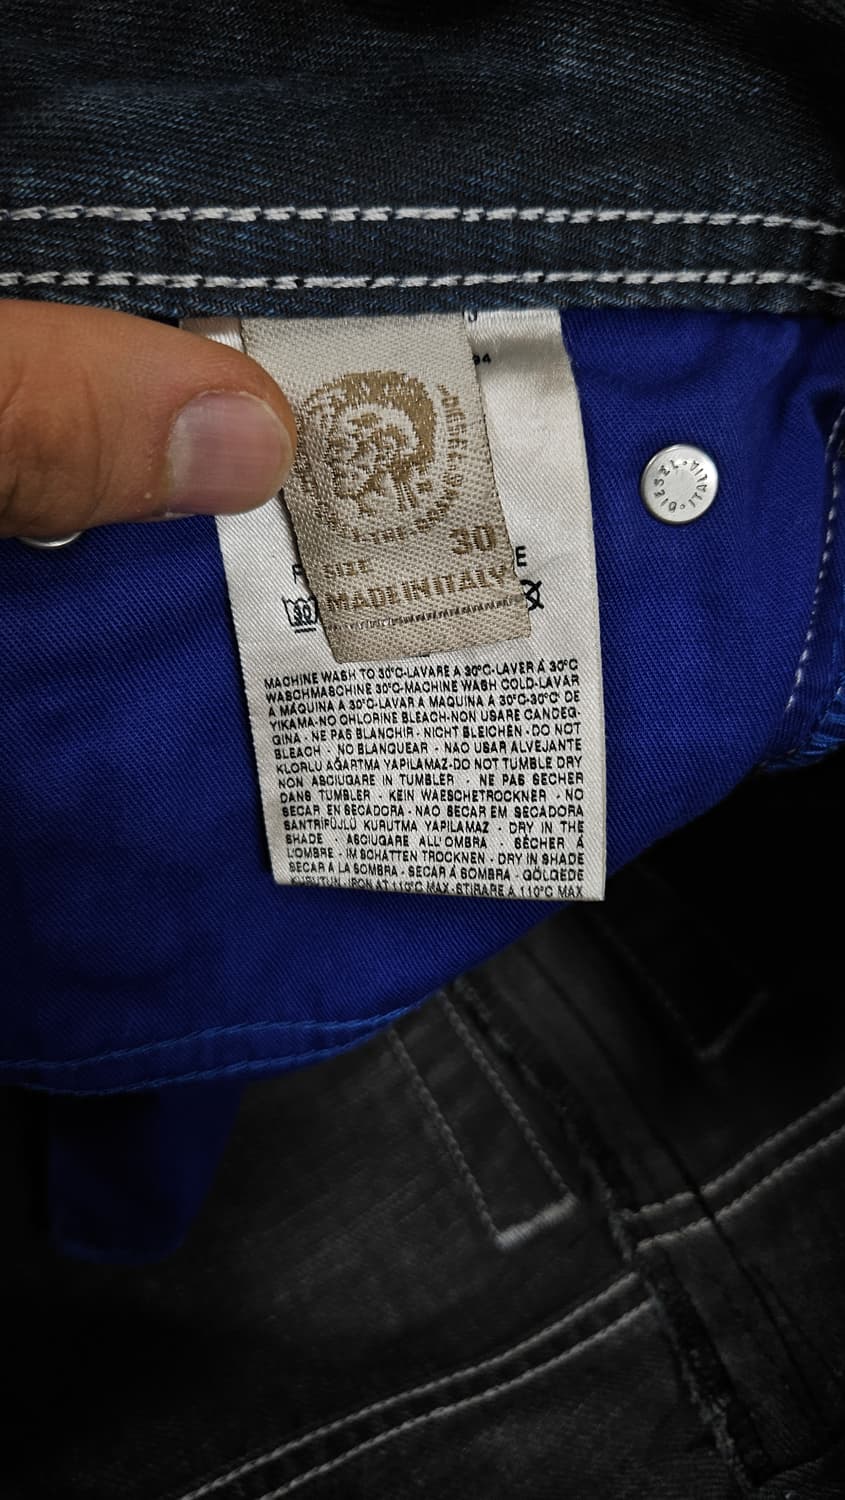 94
30
SIZE
MADE IN ITALY
E
30
DIESEL
MACHINE WASH TO 30°C-LAVARE A 30°C-LAVER Á 30°C
WASCHMASCHINE 30°C-MACHINE WASH COLD-LAVAR
A MÁQUINA A 30°C-LAVAR A MAQUINA A 30°C-30°C' DE
YIKAMA-NO CHLORINE BLEACH-NON USARE CANDEG-
GINA - NE PAS BLANCHIR - NICHT BLEICHEN - DO NOT
BLEACH - NO BLANQUEAR - NAO USAR ALVEJANTE
KLORLU AĞARTMA YAPILAMAZ-DO NOT TUMBLE DRY
NON ASCIUGARE IN TUMBLER - NE PAS SECHER
DANS TUMBLER - KEIN WAESCHETROCKNER - NO
SECAR EN SECADORA - NAO SECAR EM SECADORA
SANTRİFÜJLÜ KURUTMA YAPILAMAZ - DRY IN THE
SHADE - ASCIUGARE ALL'OMBRA - SÉCHER Á
L'OMBRE - IM SCHATTEN TROCKNEN - DRY IN SHADE
SECAR A LA SOMBRA - SECAR Á SOMBRA - GÖLGEDE
KURUTUN IRON AT 110°C MAX-STIRARE A 110°C MAX